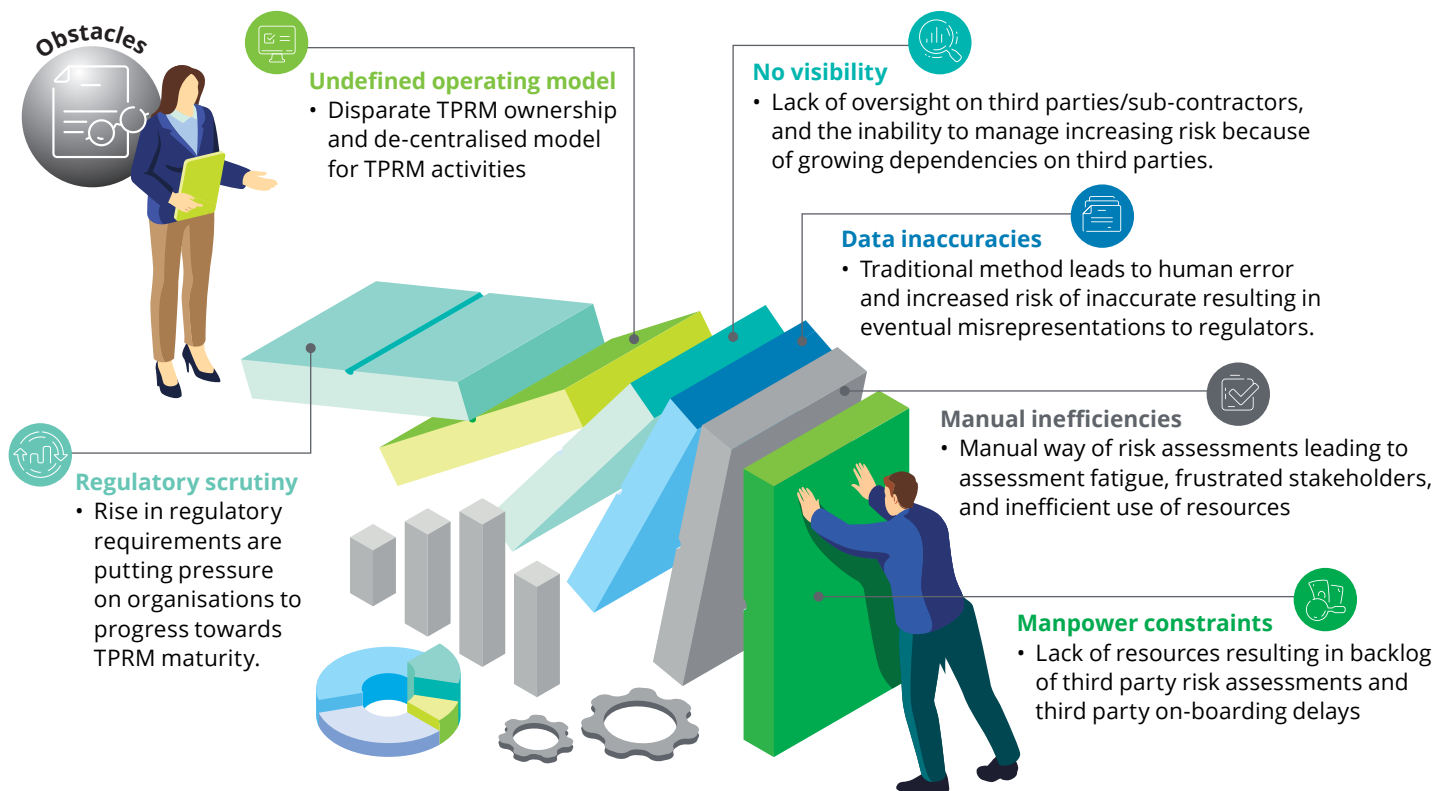 Obstacles
Undefined operating model
• Disparate TPRM ownership
and de-centralised model
for TPRM activities
No visibility
• Lack of oversight on third parties/sub-contractors,
and the inability to manage increasing risk because
of growing dependencies on third parties.
Data inaccuracies
• Traditional method leads to human error
and increased risk of inaccurate resulting in
eventual misrepresentations to regulators.
Manual inefficiencies
• Manual way of risk assessments leading to
assessment fatigue, frustrated stakeholders,
and inefficient use of resources
Regulatory scrutiny
• Rise in regulatory
requirements are
putting pressure
on organisations to
progress towards
TPRM maturity.
Manpower constraints
• Lack of resources resulting in backlog
of third party risk assessments and
third party on-boarding delays